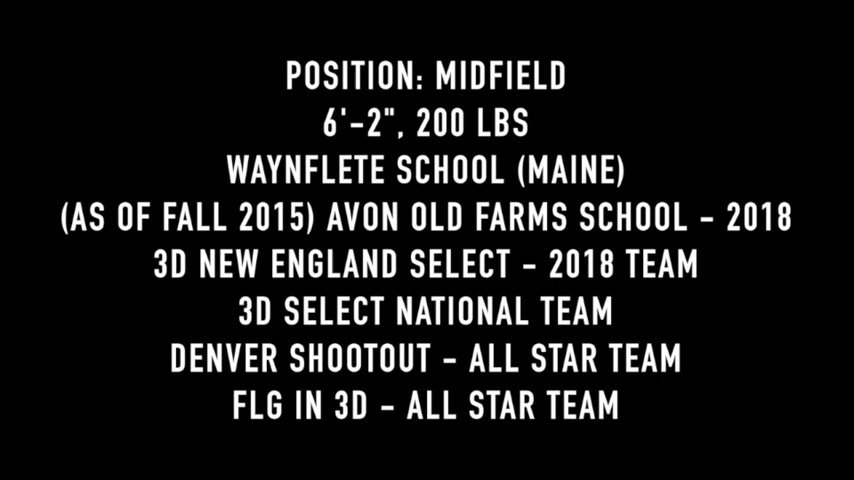 POSITION: MIDFIELD
6'-2", 200 LBS
WAYNFLETE SCHOOL (MAINE)
(AS OF FALL 2015) AVON OLD FARMS SCHOOL - 2018
3D NEW ENGLAND SELECT - 2018 TEAM
3D SELECT NATIONAL TEAM
DENVER SHOOTOUT - ALL STAR TEAM
FLG IN 3D - ALL STAR TEAM